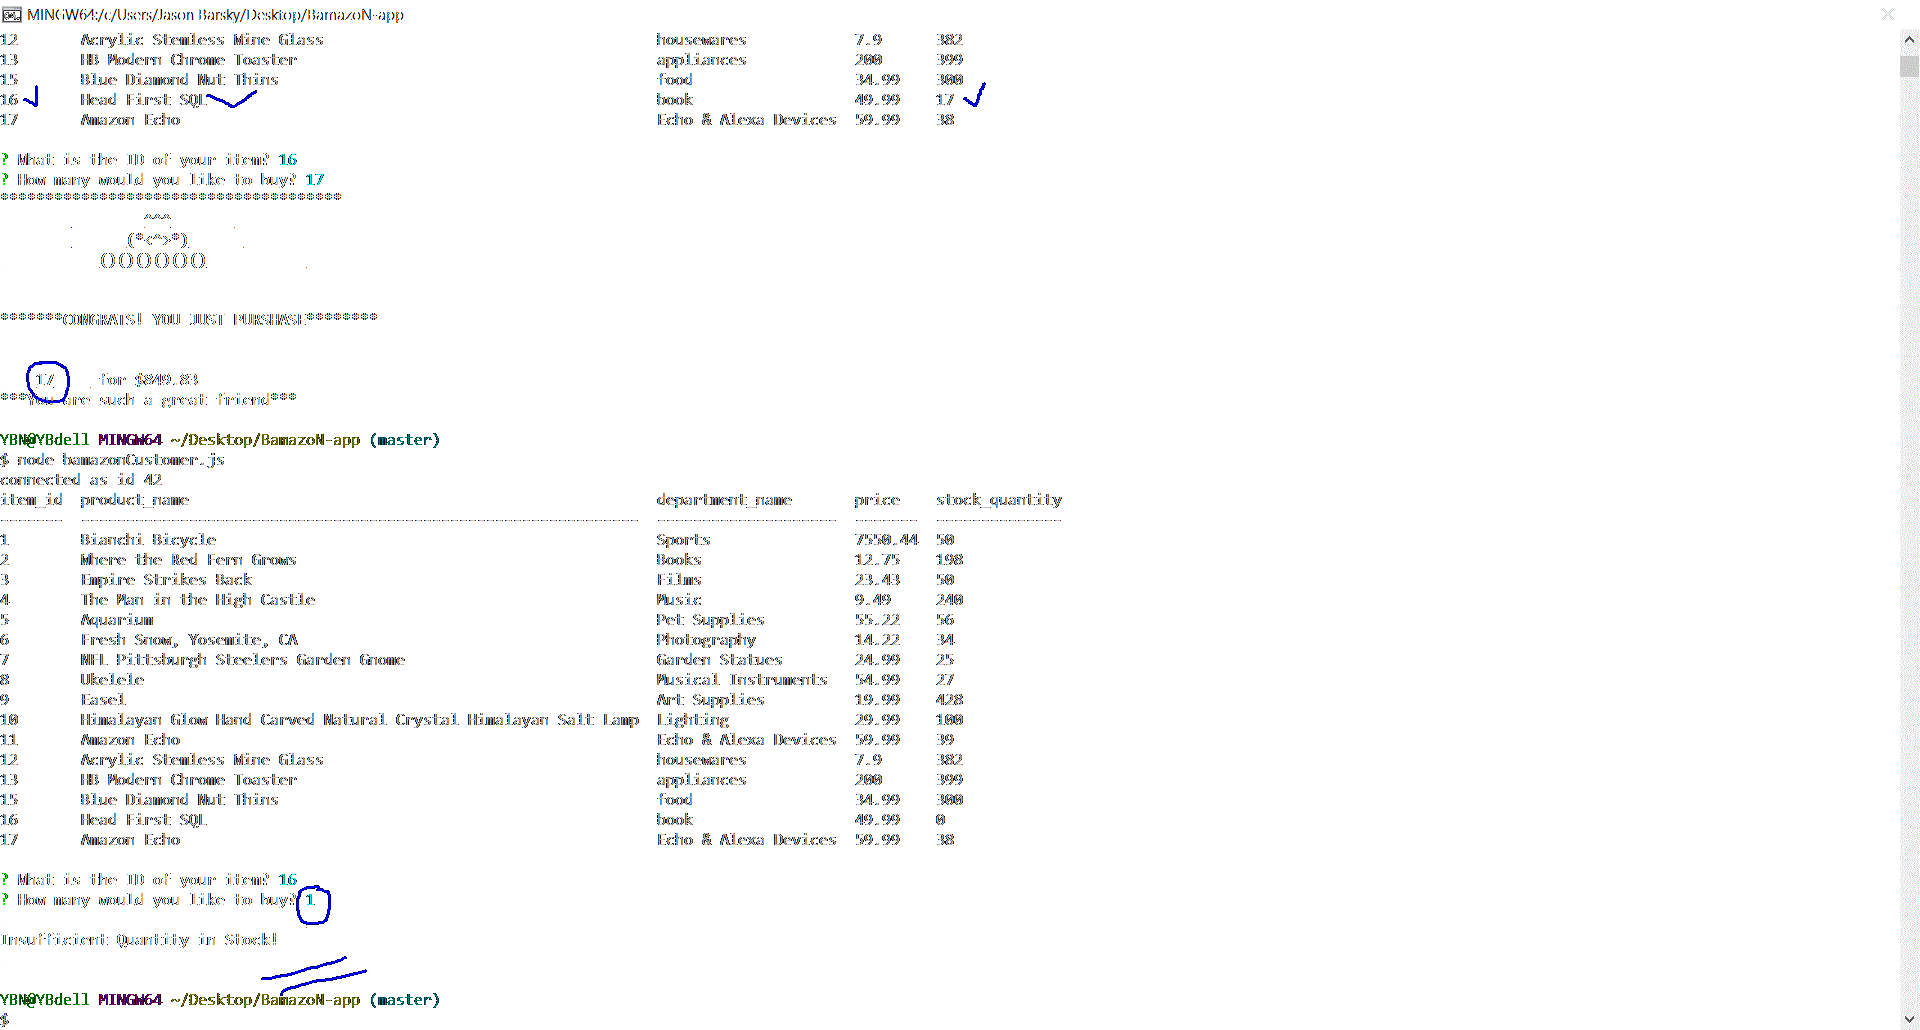 MINGW64:/c/Users/Jason Barsky/Desktop/BamazoN-app
12 Acrylic Stemless Wine Glass housewares 7.9 382
13 HB Modern Chrome Toaster appliances 200 399
15 Blue Diamond Nut Thins food 34.99 300
16 Head First SQL book 49.99 17
17 Amazon Echo Echo & Alexa Devices 59.99 38
? What is the ID of your item? 16
? How many would you like to buy? 17
**************************************
^^^
(*<^>*)
()()()()()()
*******CONGRATS! YOU JUST PURSHASE********
17 for $849.83
***You are such a great friend***
YBN@YBdell MINGW64 ~/Desktop/BamazoN-app (master)
$ node bamazonCustomer.js
connected as id 42
item_id product_name department_name price stock_quantity
1 Bianchi Bicycle Sports 7550.44 50
2 Where the Red Fern Grows Books 12.75 198
3 Empire Strikes Back Films 23.43 50
4 The Man in the High Castle Music 9.49 240
5 Aquarium Pet Supplies 55.22 56
6 Fresh Snow, Yosemite, CA Photography 14.22 34
7 NFL Pittsburgh Steelers Garden Gnome Garden Statues 24.99 25
8 Ukelele Musical Instruments 54.99 27
9 Easel Art Supplies 19.99 428
10 Himalayan Glow Hand Carved Natural Crystal Himalayan Salt Lamp Lighting 29.99 100
11 Amazon Echo Echo & Alexa Devices 59.99 39
12 Acrylic Stemless Wine Glass housewares 7.9 382
13 HB Modern Chrome Toaster appliances 200 399
15 Blue Diamond Nut Thins food 34.99 300
16 Head First SQL book 49.99 0
17 Amazon Echo Echo & Alexa Devices 59.99 38
? What is the ID of your item? 16
? How many would you like to buy? 1
Insufficient Quantity in Stock!
YBN@YBdell MINGW64 ~/Desktop/BamazoN-app (master)
$